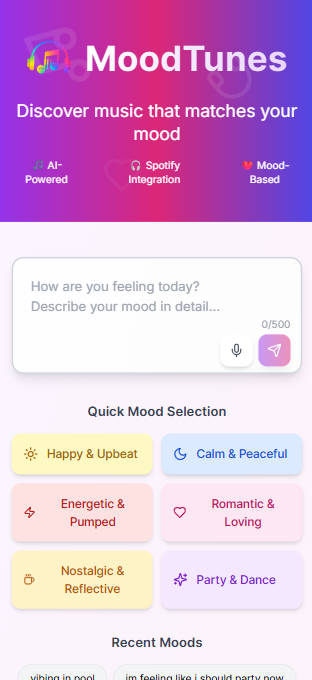 MoodTunes
Discover music that matches your
mood
AI-
Powered
Spotify
Integration
Mood-
Based
How are you feeling today?
Describe your mood in detail...
0/500
Quick Mood Selection
Happy & Upbeat
Calm & Peaceful
Energetic &
Pumped
Romantic &
Loving
Nostalgic &
Reflective
Party & Dance
Recent Moods
vibing in pool
im feeling like i should party now